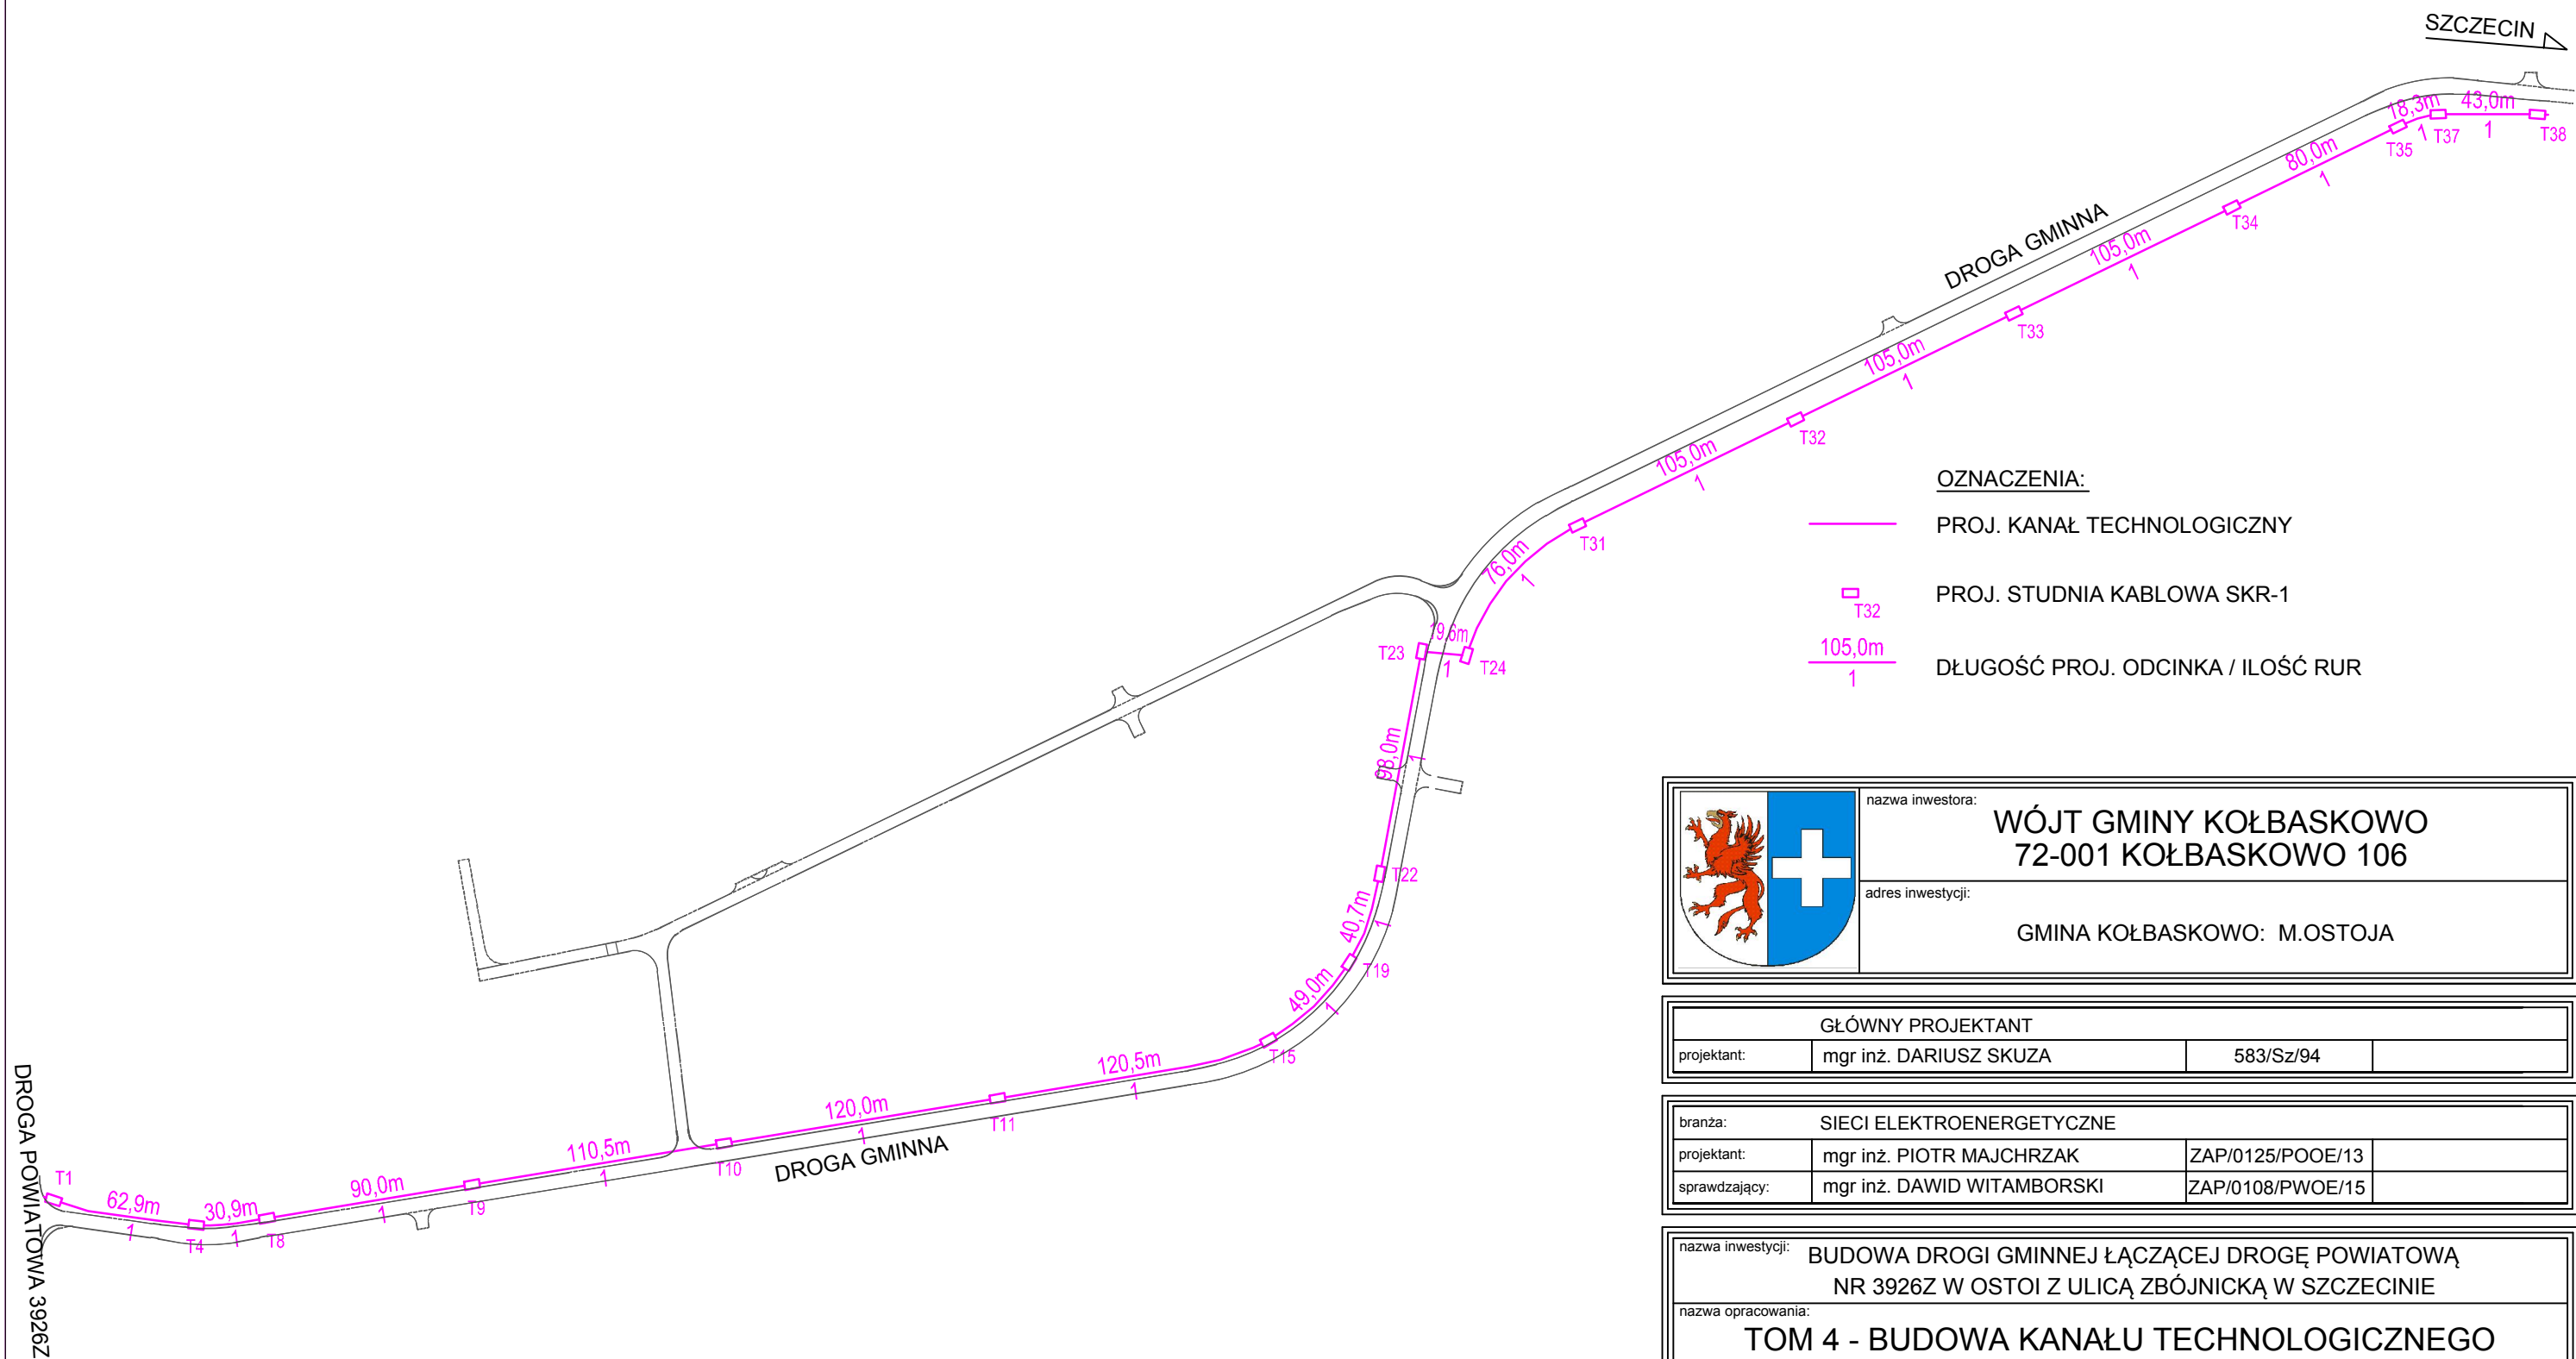 SZCZECIN
18,3m
43,0m
1
T37
1
T38
T35
80,0m
1
T34
DROGA GMINNA
105,0m
1
T33
105,0m
1
T32
105,0m
1
T31
76,0m
1
19,6m
T23
1
T24
98,0m
1
T22
40,7m
1
T19
49,0m
1
T15
120,5m
1
T11
120,0m
1
DROGA GMINNA
T10
110,5m
1
T9
90,0m
1
T8
30,9m
1
T4
62,9m
1
T1
DROGA POWIATOWA 3926Z
OZNACZENIA:
PROJ. KANAŁ TECHNOLOGICZNY
T32
PROJ. STUDNIA KABLOWA SKR-1
105,0m
1
DŁUGOŚĆ PROJ. ODCINKA / ILOŚĆ RUR
nazwa inwestora:
WÓJT GMINY KOŁBASKOWO
72-001 KOŁBASKOWO 106
adres inwestycji:
GMINA KOŁBASKOWO: M.OSTOJA
GŁÓWNY PROJEKTANT
projektant: mgr inż. DARIUSZ SKUZA 583/Sz/94
branża: SIECI ELEKTROENERGETYCZNE
projektant: mgr inż. PIOTR MAJCHRZAK ZAP/0125/POOE/13
sprawdzający: mgr inż. DAWID WITAMBORSKI ZAP/0108/PWOE/15
nazwa inwestycji: BUDOWA DROGI GMINNEJ ŁĄCZĄCEJ DROGĘ POWIATOWĄ
NR 3926Z W OSTOI Z ULICĄ ZBÓJNICKĄ W SZCZECINIE
nazwa opracowania:
TOM 4 - BUDOWA KANAŁU TECHNOLOGICZNEGO